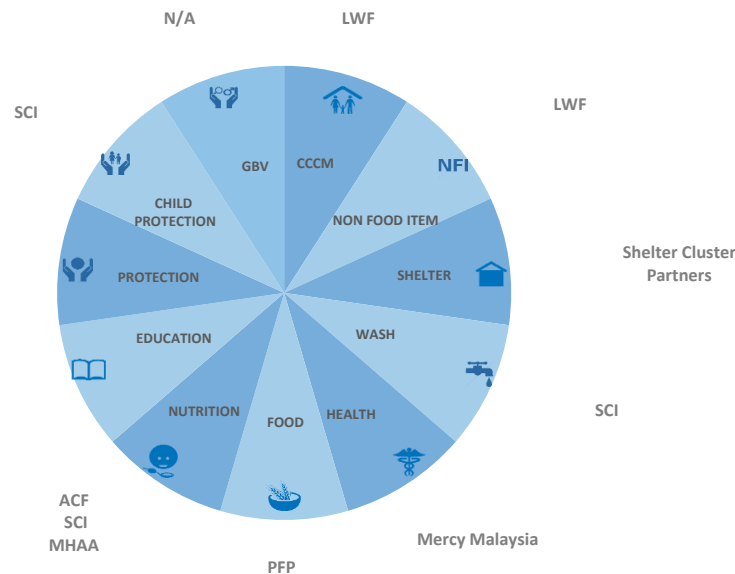 N/A
LWF
SCI
LWF
GBV
CCCM
NFI
CHILD
PROTECTION
NON FOOD ITEM
PROTECTION
SHELTER
Shelter Cluster
Partners
EDUCATION
WASH
NUTRITION
FOOD
HEALTH
SCI
ACF
SCI
MHAA
Mercy Malaysia
PFP